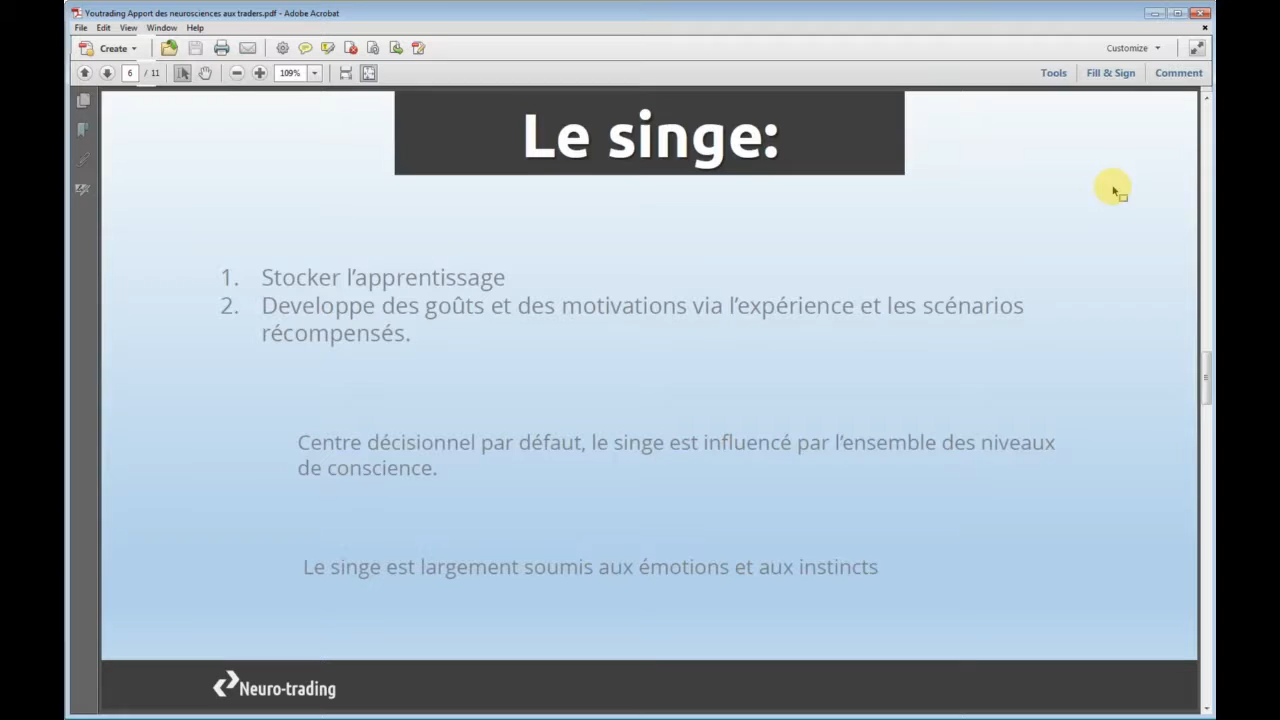 Youtrading Apport des neurosciences aux traders.pdf - Adobe Acrobat
File Edit View Window Help
Create
Customize
6 / 11
109%
Tools Fill & Sign Comment
Le singe:
1. Stocker l’apprentissage
2. Developpe des goûts et des motivations via l’expérience et les scénarios
récompensés.
Centre décisionnel par défaut, le singe est influencé par l’ensemble des niveaux
de conscience.
Le singe est largement soumis aux émotions et aux instincts
Neuro-trading